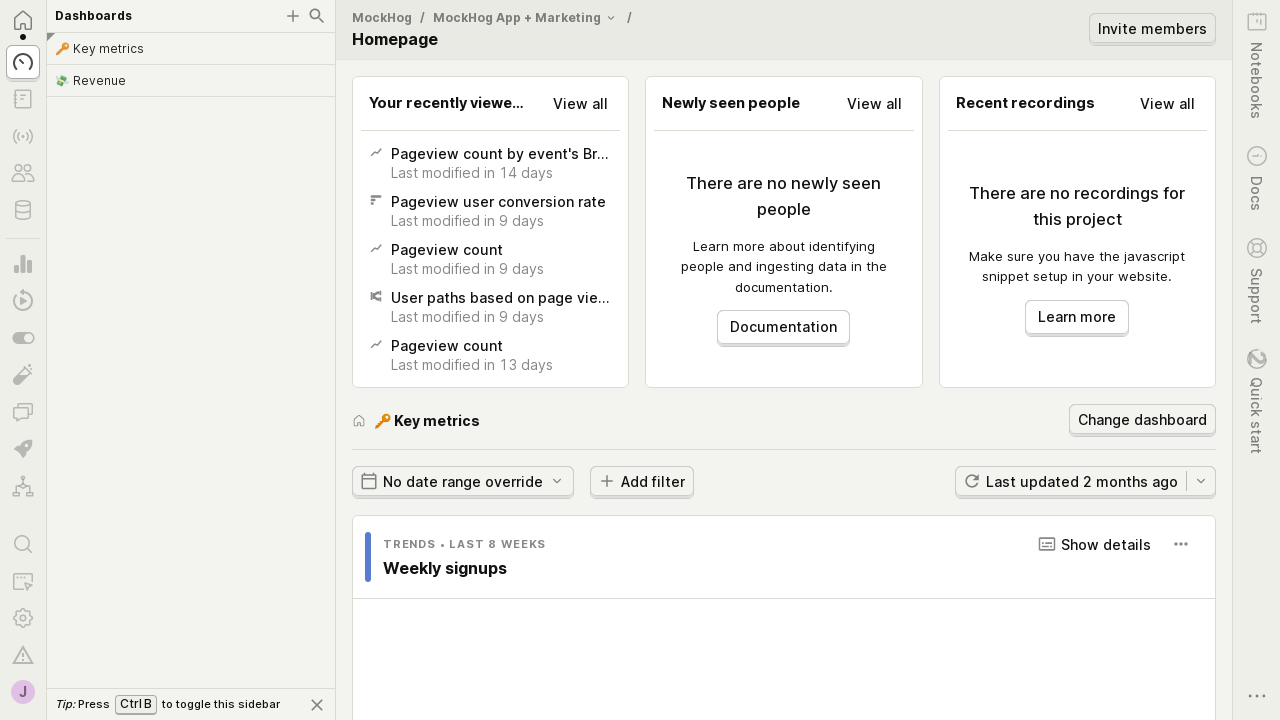 Dashboards
🔑 Key metrics
💸 Revenue
J
Tip: Press Ctrl B to toggle this sidebar
MockHog / MockHog App + Marketing /
Homepage
Invite members
Your recently viewe...
View all
Pageview count by event's Br...
Last modified in 14 days
Pageview user conversion rate
Last modified in 9 days
Pageview count
Last modified in 9 days
User paths based on page vie...
Last modified in 9 days
Pageview count
Last modified in 13 days
Newly seen people
View all
There are no newly seen
people
Learn more about identifying
people and ingesting data in the
documentation.
Documentation
Recent recordings
View all
There are no recordings for
this project
Make sure you have the javascript
snippet setup in your website.
Learn more
🔑 Key metrics
Change dashboard
No date range override
Add filter
Last updated 2 months ago
TRENDS • LAST 8 WEEKS
Weekly signups
Show details
Notebooks
Docs
Support
Quick start